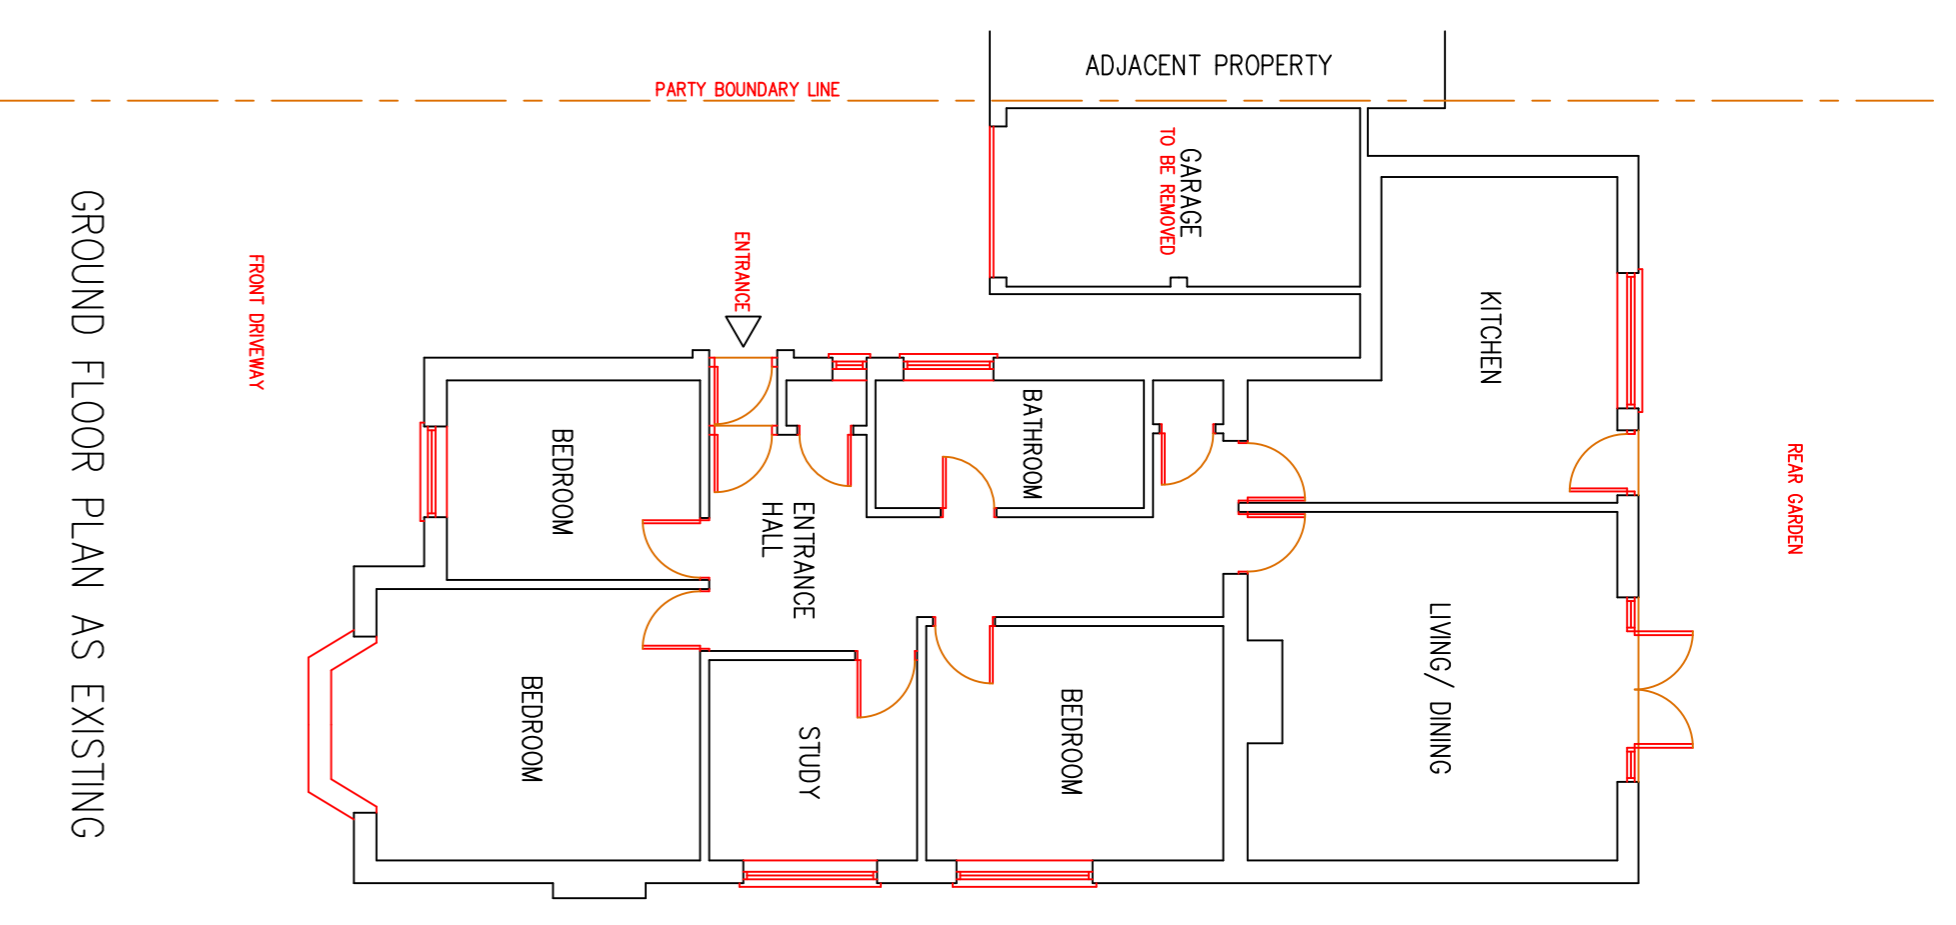 ADJACENT PROPERTY
PARTY BOUNDARY LINE
GARAGE
TO BE REMOVED
GROUND FLOOR PLAN AS EXISTING
FRONT DRIVEWAY
ENTRANCE
KITCHEN
BATHROOM
BEDROOM
REAR GARDEN
ENTRANCE
HALL
LIVING/ DINING
BEDROOM
STUDY
BEDROOM